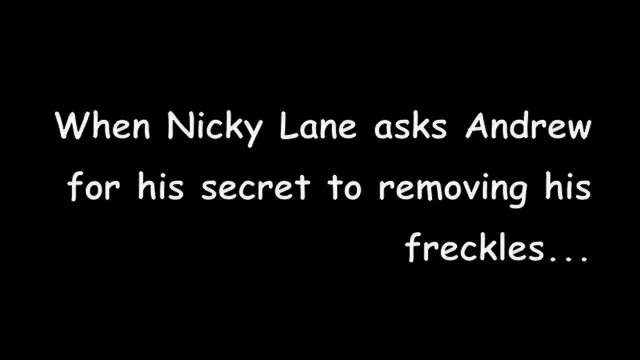 When Nicky Lane asks Andrew
for his secret to removing his
freckles...